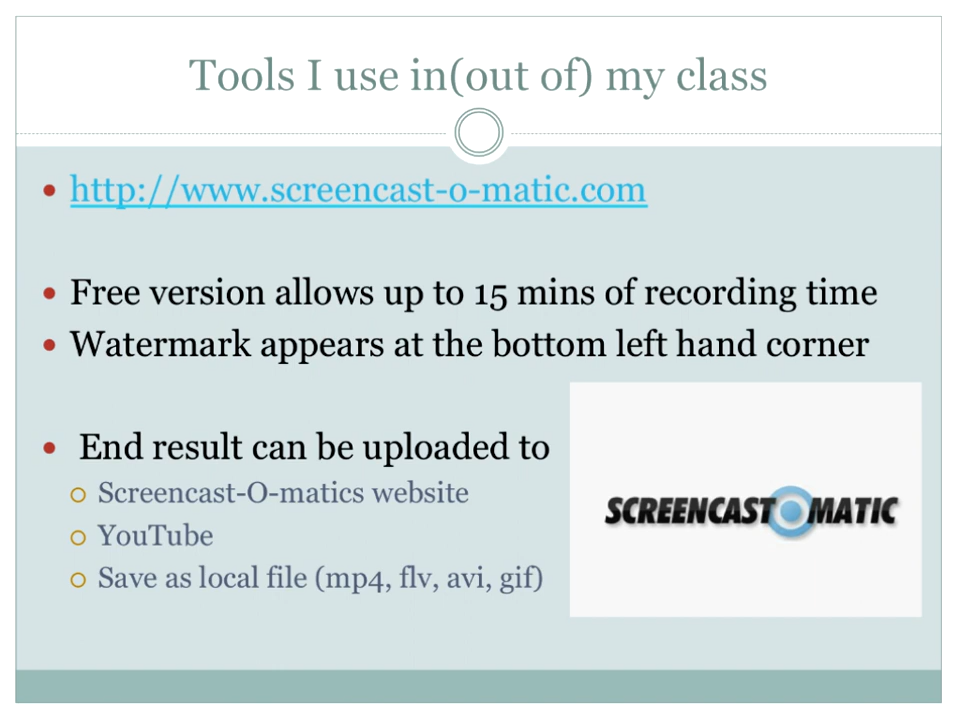 Tools I use in(out of) my class
http://www.screencast-o-matic.com
Free version allows up to 15 mins of recording time
Watermark appears at the bottom left hand corner
End result can be uploaded to
Screencast-O-matics website
YouTube
Save as local file (mp4, flv, avi, gif)
SCREENCAST O MATIC